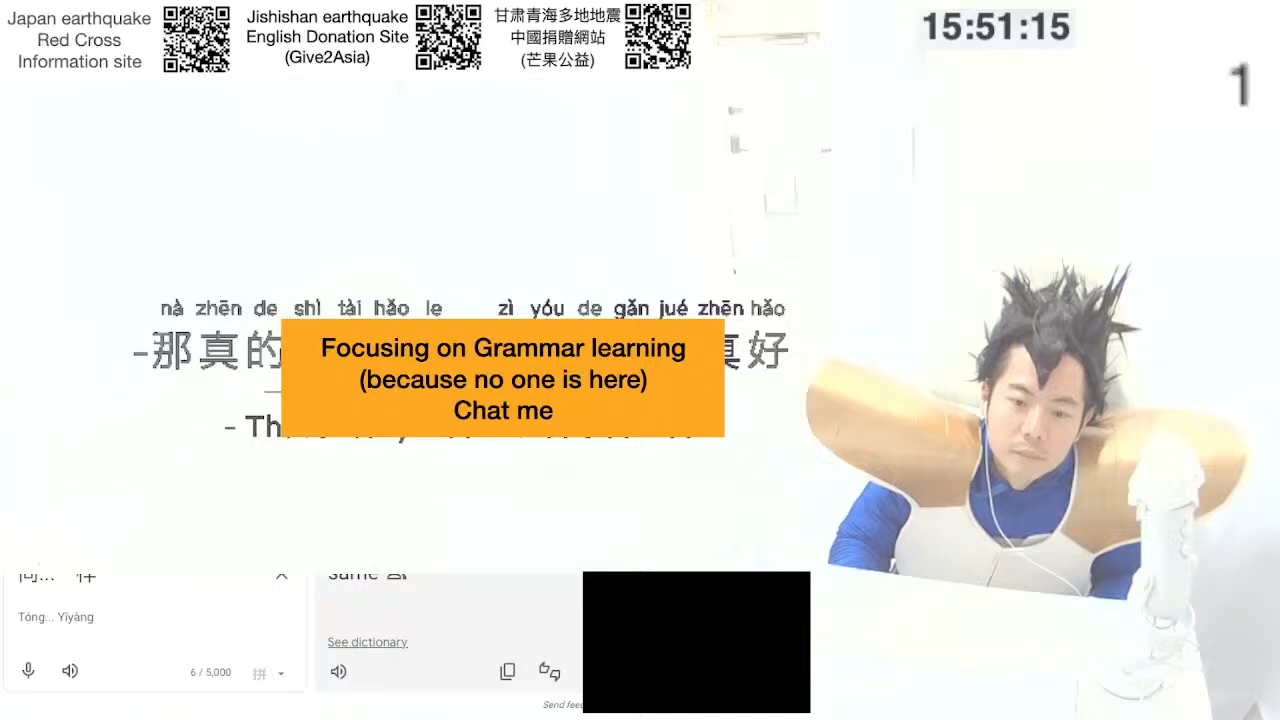 Japan earthquake
Red Cross
Information site
Jishishan earthquake
English Donation Site
(Give2Asia)
甘肅青海多地地震
中國捐贈網站
(芒果公益)
15:51:15
1
nà zhēn de shì tài hǎo le zì yóu de gǎn jué zhēn hǎo
-那真的 真好
Focusing on Grammar learning
(because no one is here)
Chat me
Tóng... Yīyàng
6 / 5,000
拼
same
See dictionary